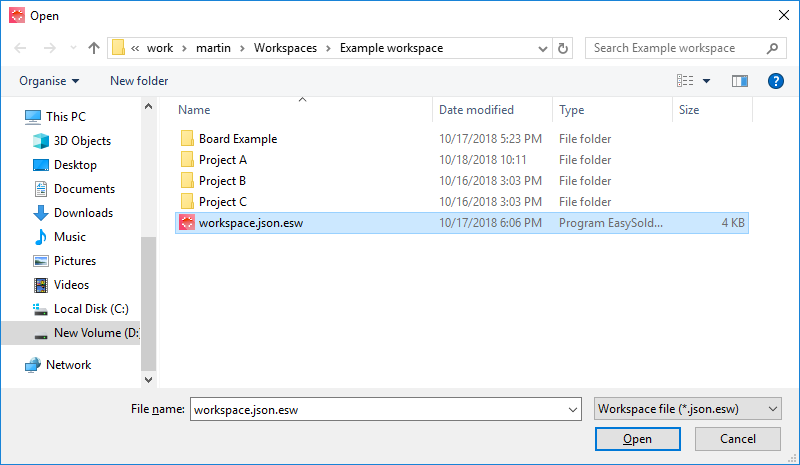 Open
« work › martin › Workspaces › Example workspace
Search Example workspace
Organise
New folder
Name Date modified Type Size
This PC
3D Objects
Desktop
Documents
Downloads
Music
Pictures
Videos
Local Disk (C:)
New Volume (D:
Network
Board Example 10/17/2018 5:23 PM File folder
Project A 10/18/2018 10:11 File folder
Project B 10/16/2018 3:03 PM File folder
Project C 10/16/2018 3:03 PM File folder
workspace.json.esw 10/17/2018 6:06 PM Program EasySold... 4 KB
File name: workspace.json.esw
Workspace file (*.json.esw)
Open
Cancel